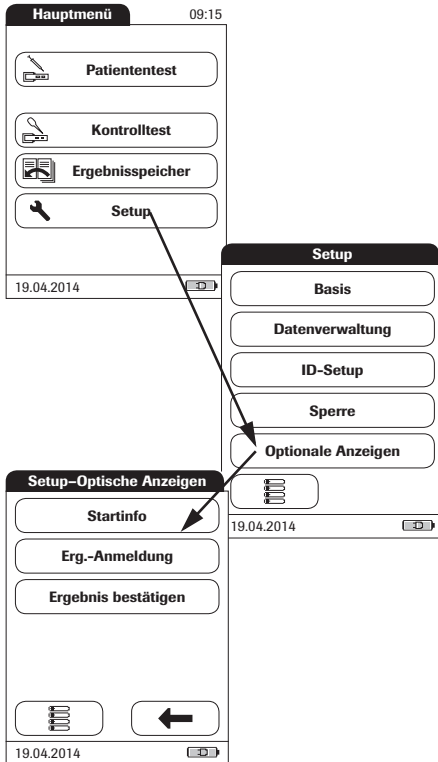 Hauptmenü 09:15
Patiententest
Kontrolltest
Ergebnisspeicher
Setup
19.04.2014
Setup
Basis
Datenverwaltung
ID-Setup
Sperre
Optionale Anzeigen
19.04.2014
Setup–Optische Anzeigen
Startinfo
Erg.-Anmeldung
Ergebnis bestätigen
19.04.2014